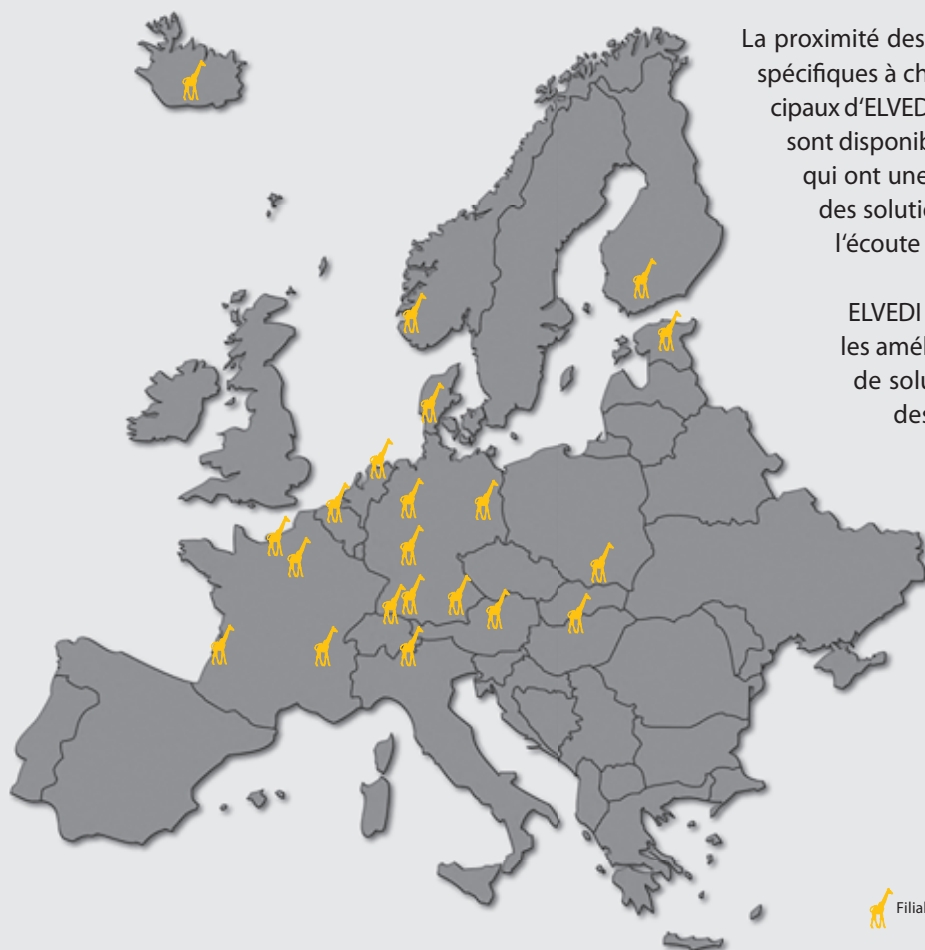 La proximité des
spécifiques à ch
cipaux d‘ELVED
sont disponib
qui ont une
des soluti
l‘écoute
ELVEDI
les amél
de solu
des
Filial